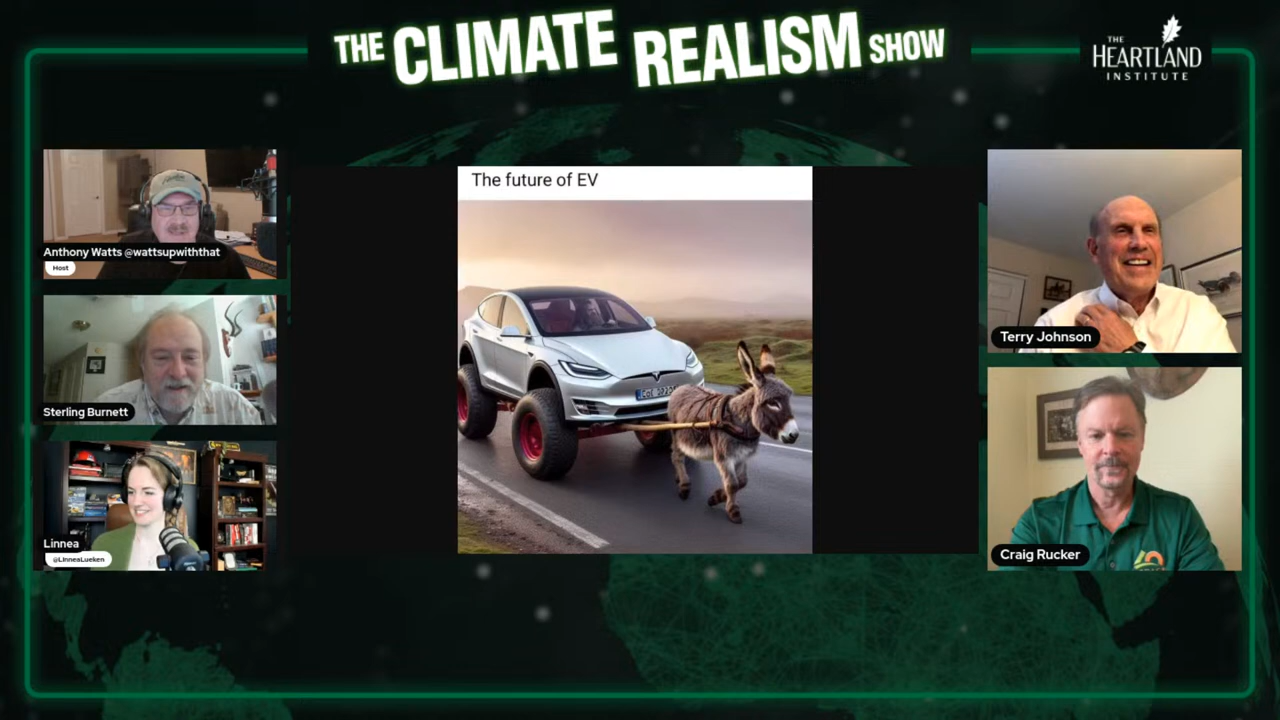 THE CLIMATE REALISM SHOW
THE
HEARTLAND
INSTITUTE
Anthony Watts @wattsupwiththat
Host
Sterling Burnett
Linnea
@LinneaLueken
The future of EV
Terry Johnson
Craig Rucker